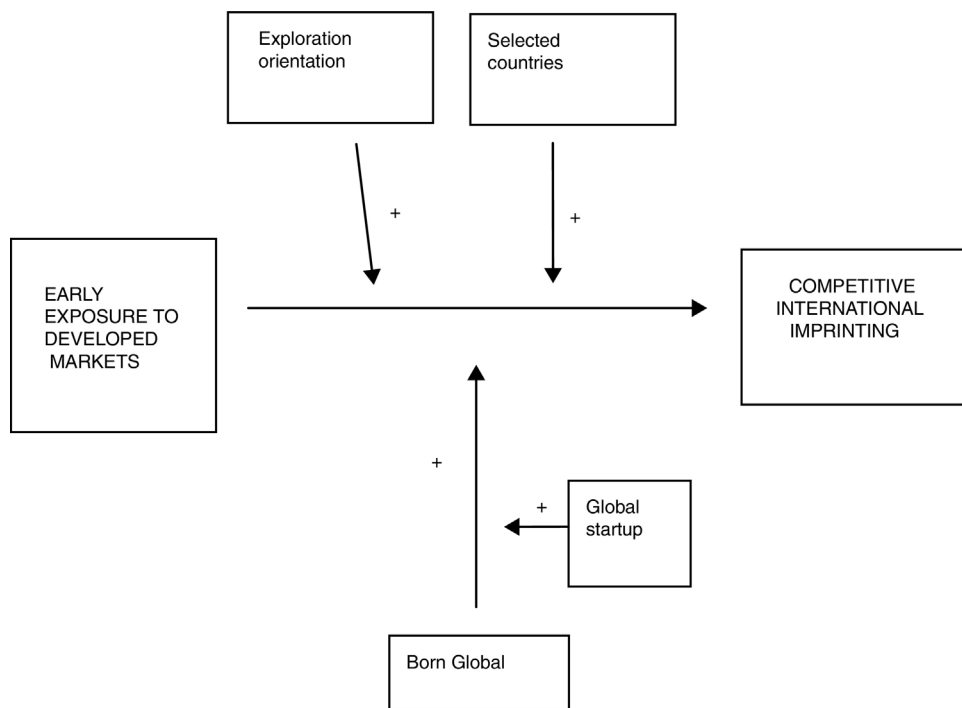 Exploration
orientation
Selected
countries
+
+
EARLY
EXPOSURE TO
DEVELOPED
MARKETS
COMPETITIVE
INTERNATIONAL
IMPRINTING
+
+
Global
startup
Born Global